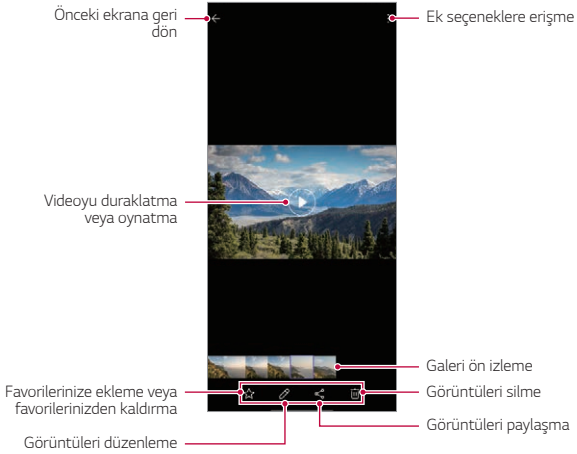 Önceki ekrana geri
dön
Ek seçeneklere erişme
Videoyu duraklatma
veya oynatma
Galeri ön izleme
Favorilerinize ekleme veya
favorilerinizden kaldırma
Görüntüleri silme
Görüntüleri paylaşma
Görüntüleri düzenleme